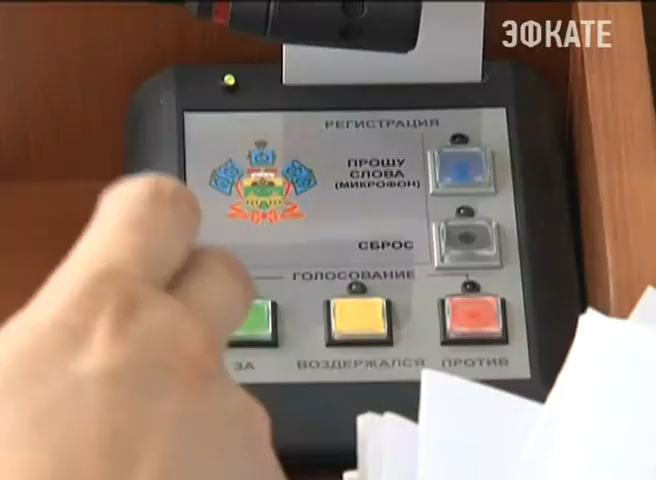 ЭФКАТЕ
РЕГИСТРАЦИЯ
ПРОШУ
СЛОВА
(МИКРОФОН)
СБРОС
ГОЛОСОВАНИЕ
ЗА ВОЗДЕРЖАЛСЯ ПРОТИВ